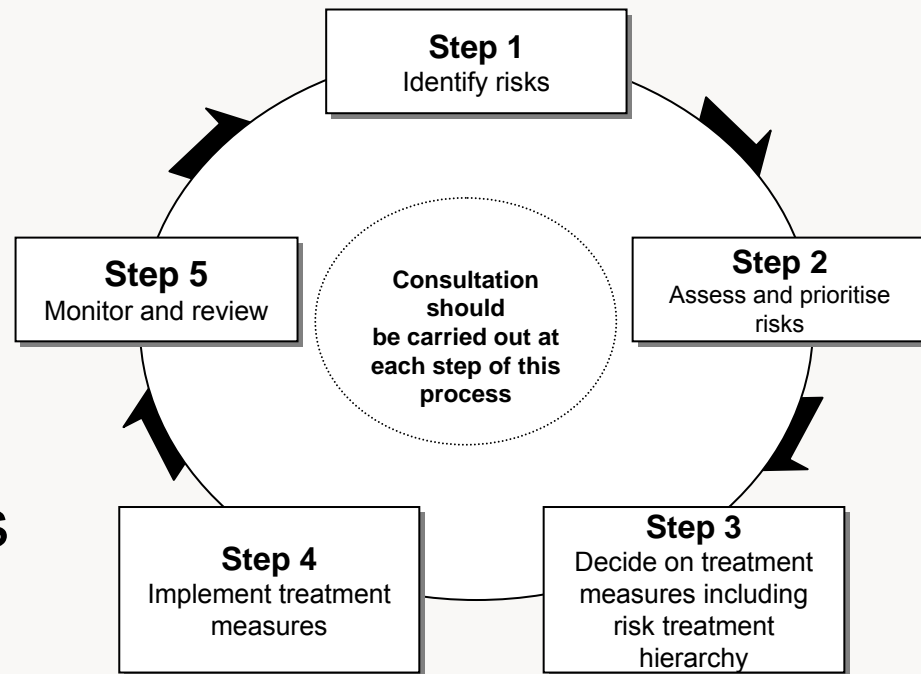 Step 1
Identify risks
Step 2
Assess and prioritise
risks
Step 3
Decide on treatment
measures including
risk treatment
hierarchy
Step 4
Implement treatment
measures
Step 5
Monitor and review
Consultation
should
be carried out at
each step of this
process
s